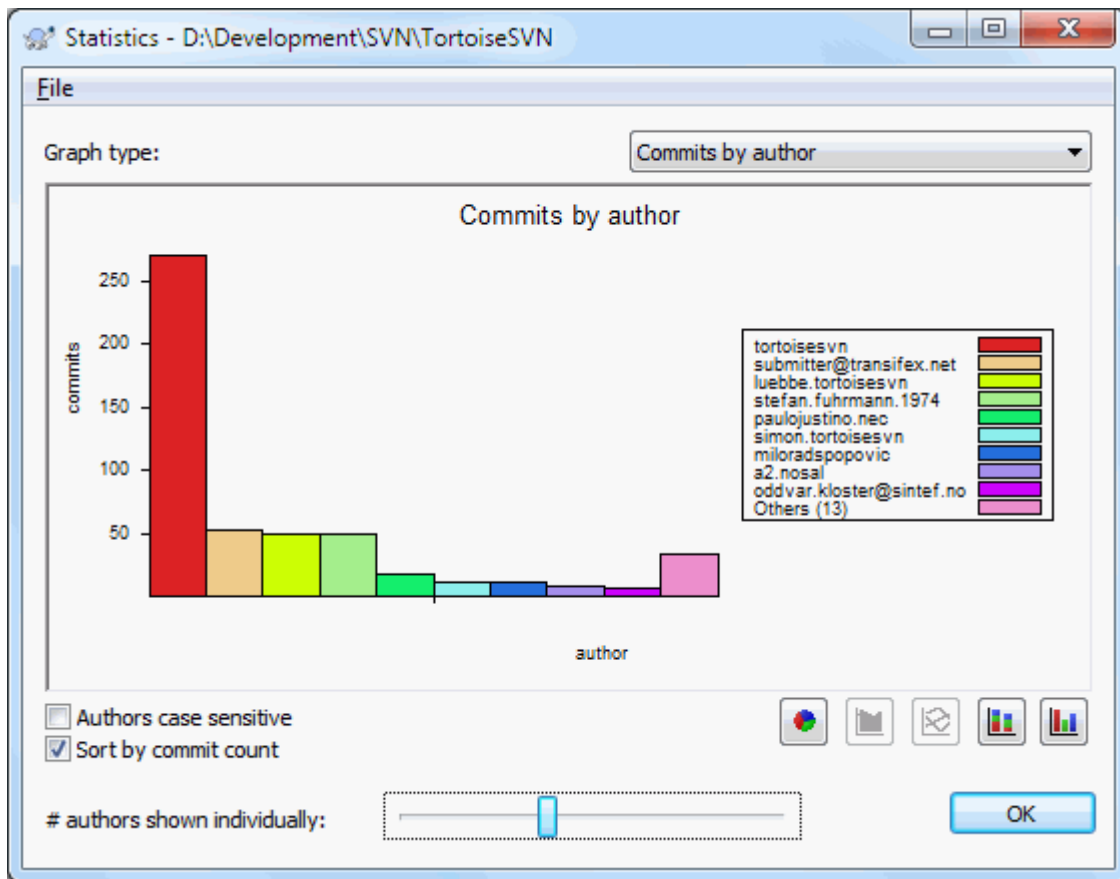 Statistics - D:\Development\SVN\TortoiseSVN
File
Graph type:
Commits by author
Commits by author
250
200
150
100
50
commits
author
tortoisesvn
submitter@transifex.net
luebbe.tortoisesvn
stefan.fuhrmann.1974
paulojustino.nec
simon.tortoisesvn
miloradspopovic
a2.nosal
oddvar.kloster@sintef.no
Others (13)
Authors case sensitive
Sort by commit count
# authors shown individually:
OK